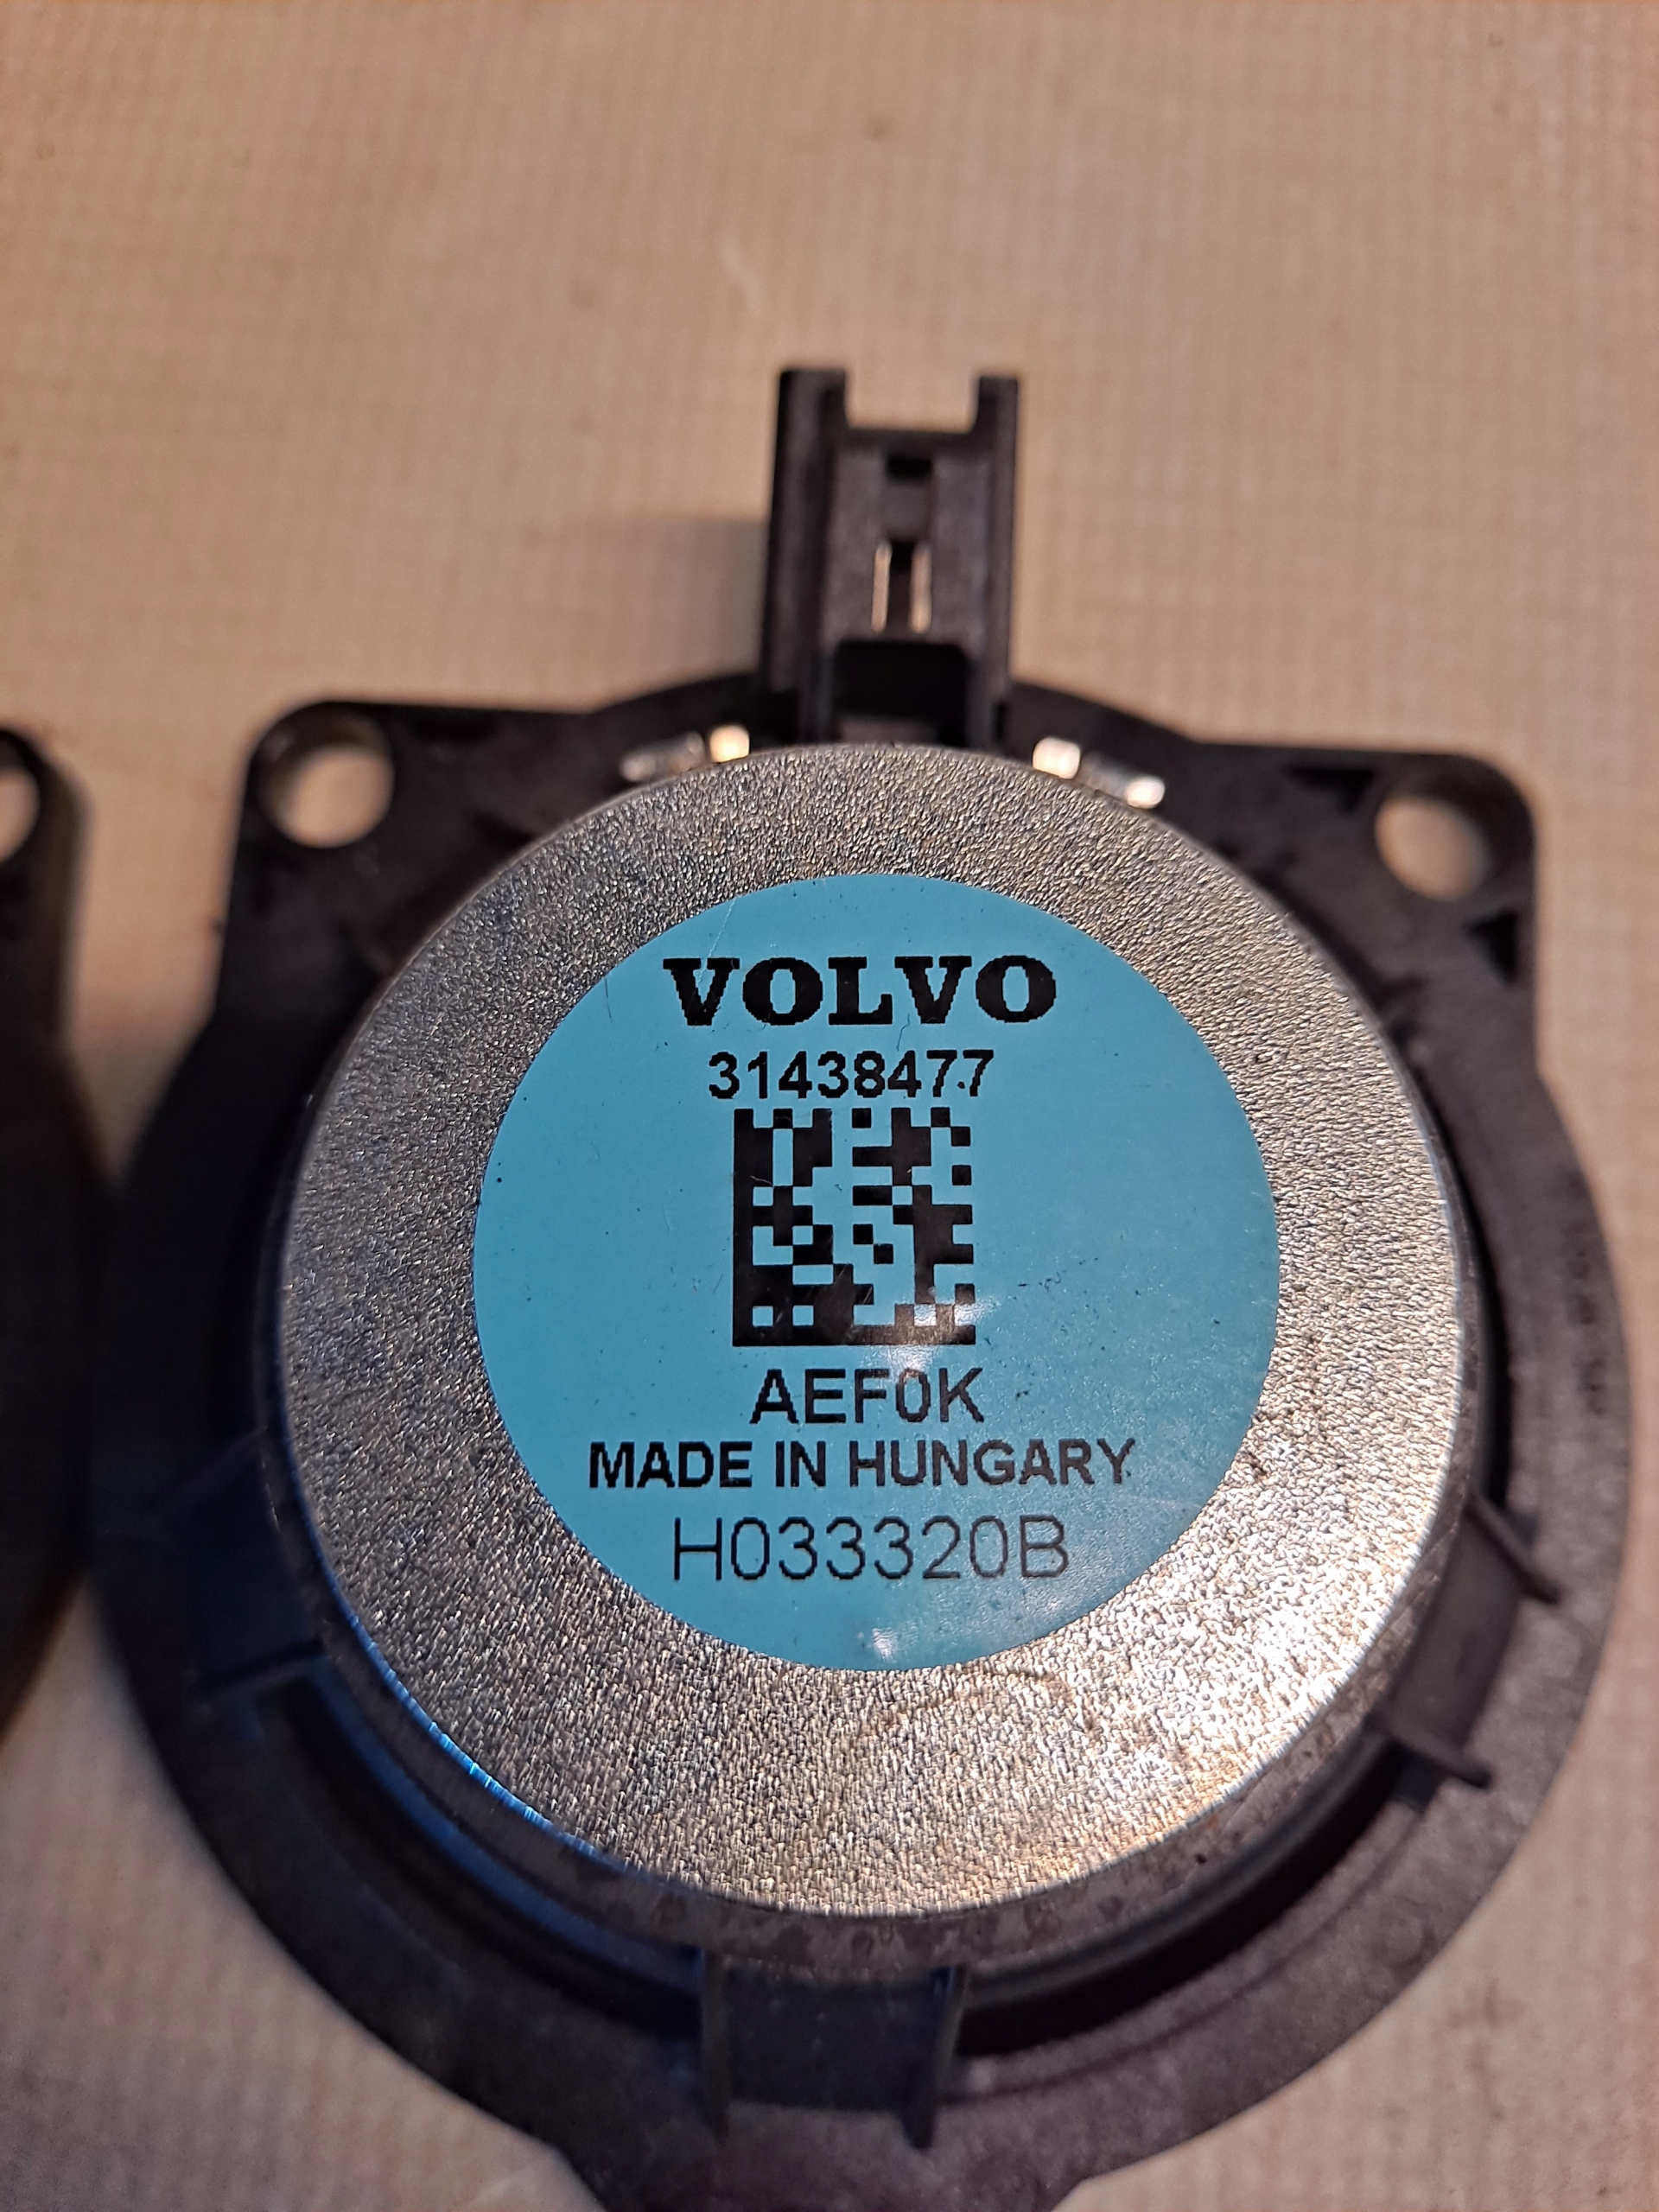 VOLVO
31438477
AEF0K
MADE IN HUNGARY
H033320B